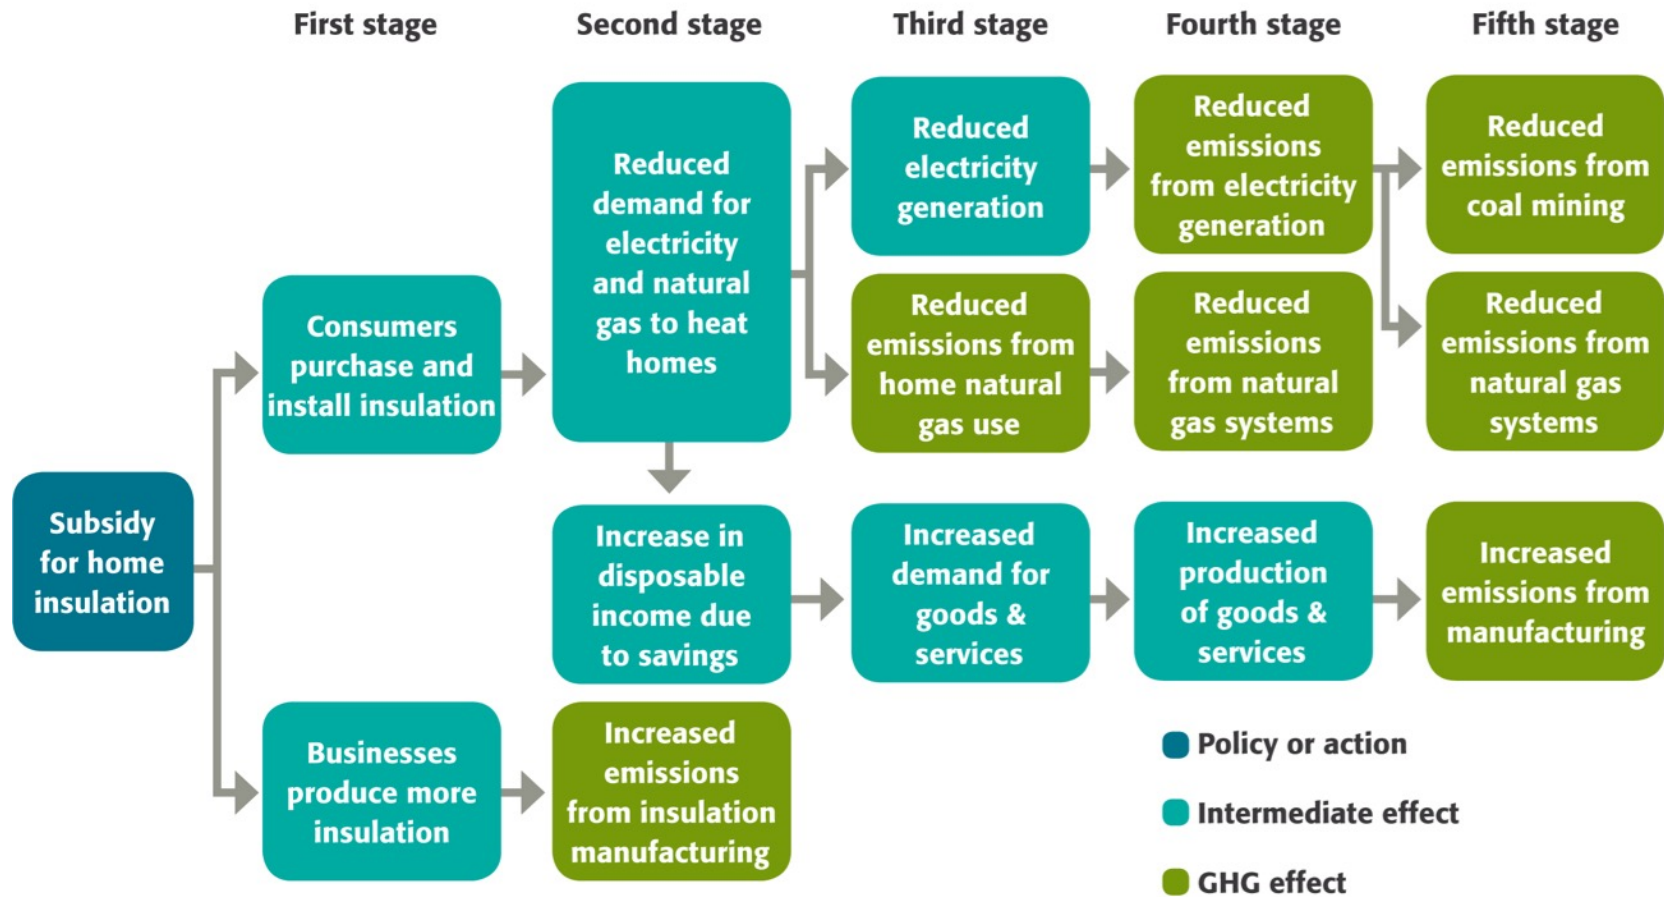 First stage
Second stage
Third stage
Fourth stage
Fifth stage
Subsidy
for home
insulation
Consumers
purchase and
install insulation
Businesses
produce more
insulation
Reduced
demand for
electricity
and natural
gas to heat
homes
Increase in
disposable
income due
to savings
Increased
emissions
from insulation
manufacturing
Reduced
electricity
generation
Reduced
emissions from
home natural
gas use
Increased
demand for
goods &
services
Reduced
emissions
from electricity
generation
Reduced
emissions
from natural
gas systems
Increased
production
of goods &
services
Reduced
emissions from
coal mining
Reduced
emissions from
natural gas
systems
Increased
emissions from
manufacturing
Policy or action
Intermediate effect
GHG effect